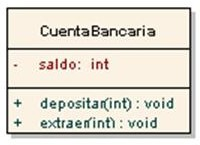 CuentaBancaria
- saldo: int
+ depositar(int) : void
+ extraer(int) : void